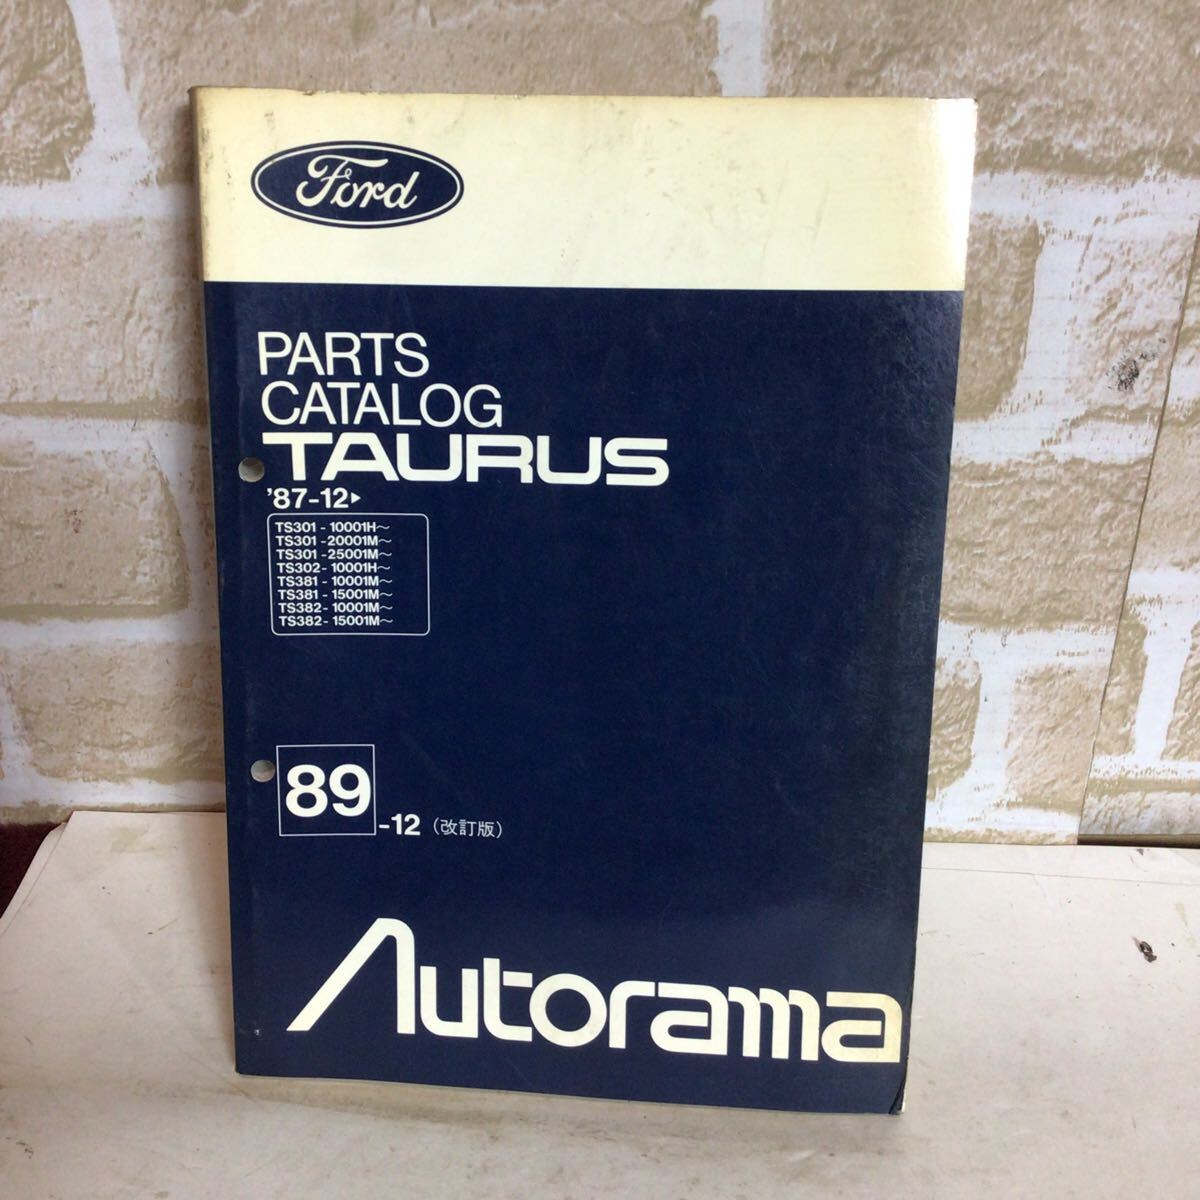 Ford
PARTS
CATALOG
TAURUS
'87-12▶
TS301 - 10001H～
TS301 - 20001M～
TS301 - 25001M～
TS302 - 10001H～
TS381 - 10001M～
TS381 - 15001M～
TS382 - 10001M～
TS382 - 15001M～
89-12 (改訂版)
Autorama